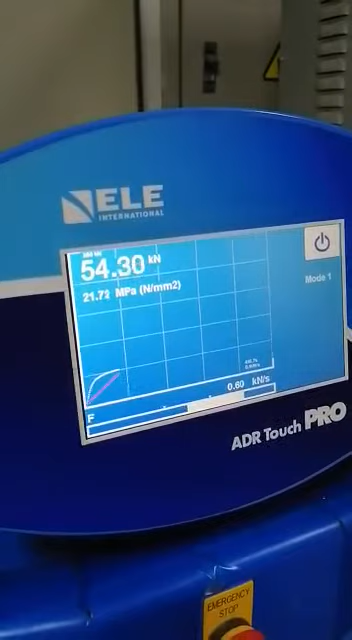 ELE
INTERNATIONAL
54.30 kN
21.72 MPa (N/mm2)
Mode 1
0.60 kN/s
F
ADR Touch PRO
EMERGENCY
STOP